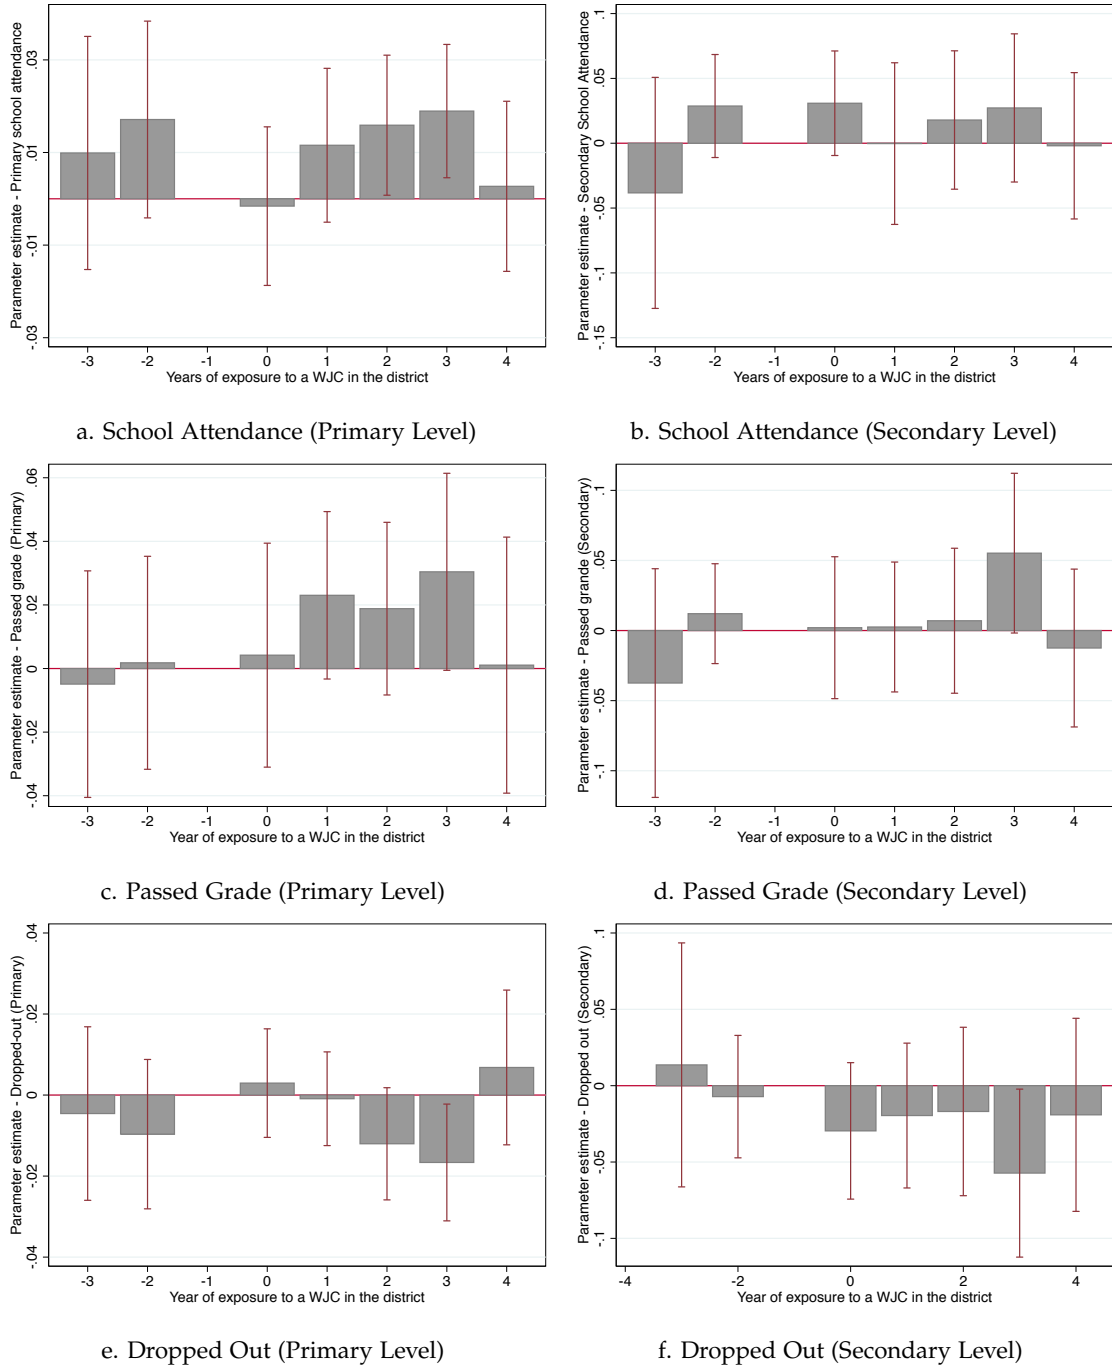 Parameter estimate - Primary school attendance
.03
.01
-.01
-.03
-3 -2 -1 0 1 2 3 4
Years of exposure to a WJC in the district
a. School Attendance (Primary Level)
Parameter estimate - Secondary School Attendance
.1
.05
0
-.05
-.1
-.15
-3 -2 -1 0 1 2 3 4
Years of exposure to a WJC in the district
b. School Attendance (Secondary Level)
Parameter estimate - Passed grade (Primary)
.06
.04
.02
0
-.02
-.04
-3 -2 -1 0 1 2 3 4
Year of exposure to a WJC in the district
c. Passed Grade (Primary Level)
Parameter estimate - Passed grande (Secondary)
.1
.05
0
-.05
-.1
-3 -2 -1 0 1 2 3 4
Year of exposure to a WJC in the district
d. Passed Grade (Secondary Level)
Parameter estimate - Dropped-out (Primary)
.04
.02
0
-.02
-.04
-3 -2 -1 0 1 2 3 4
Year of exposure to a WJC in the district
e. Dropped Out (Primary Level)
Parameter estimate - Dropped out (Secondary)
.1
.05
0
-.05
-.1
-4 -2 0 2 4
Year of exposure to a WJC in the district
f. Dropped Out (Secondary Level)